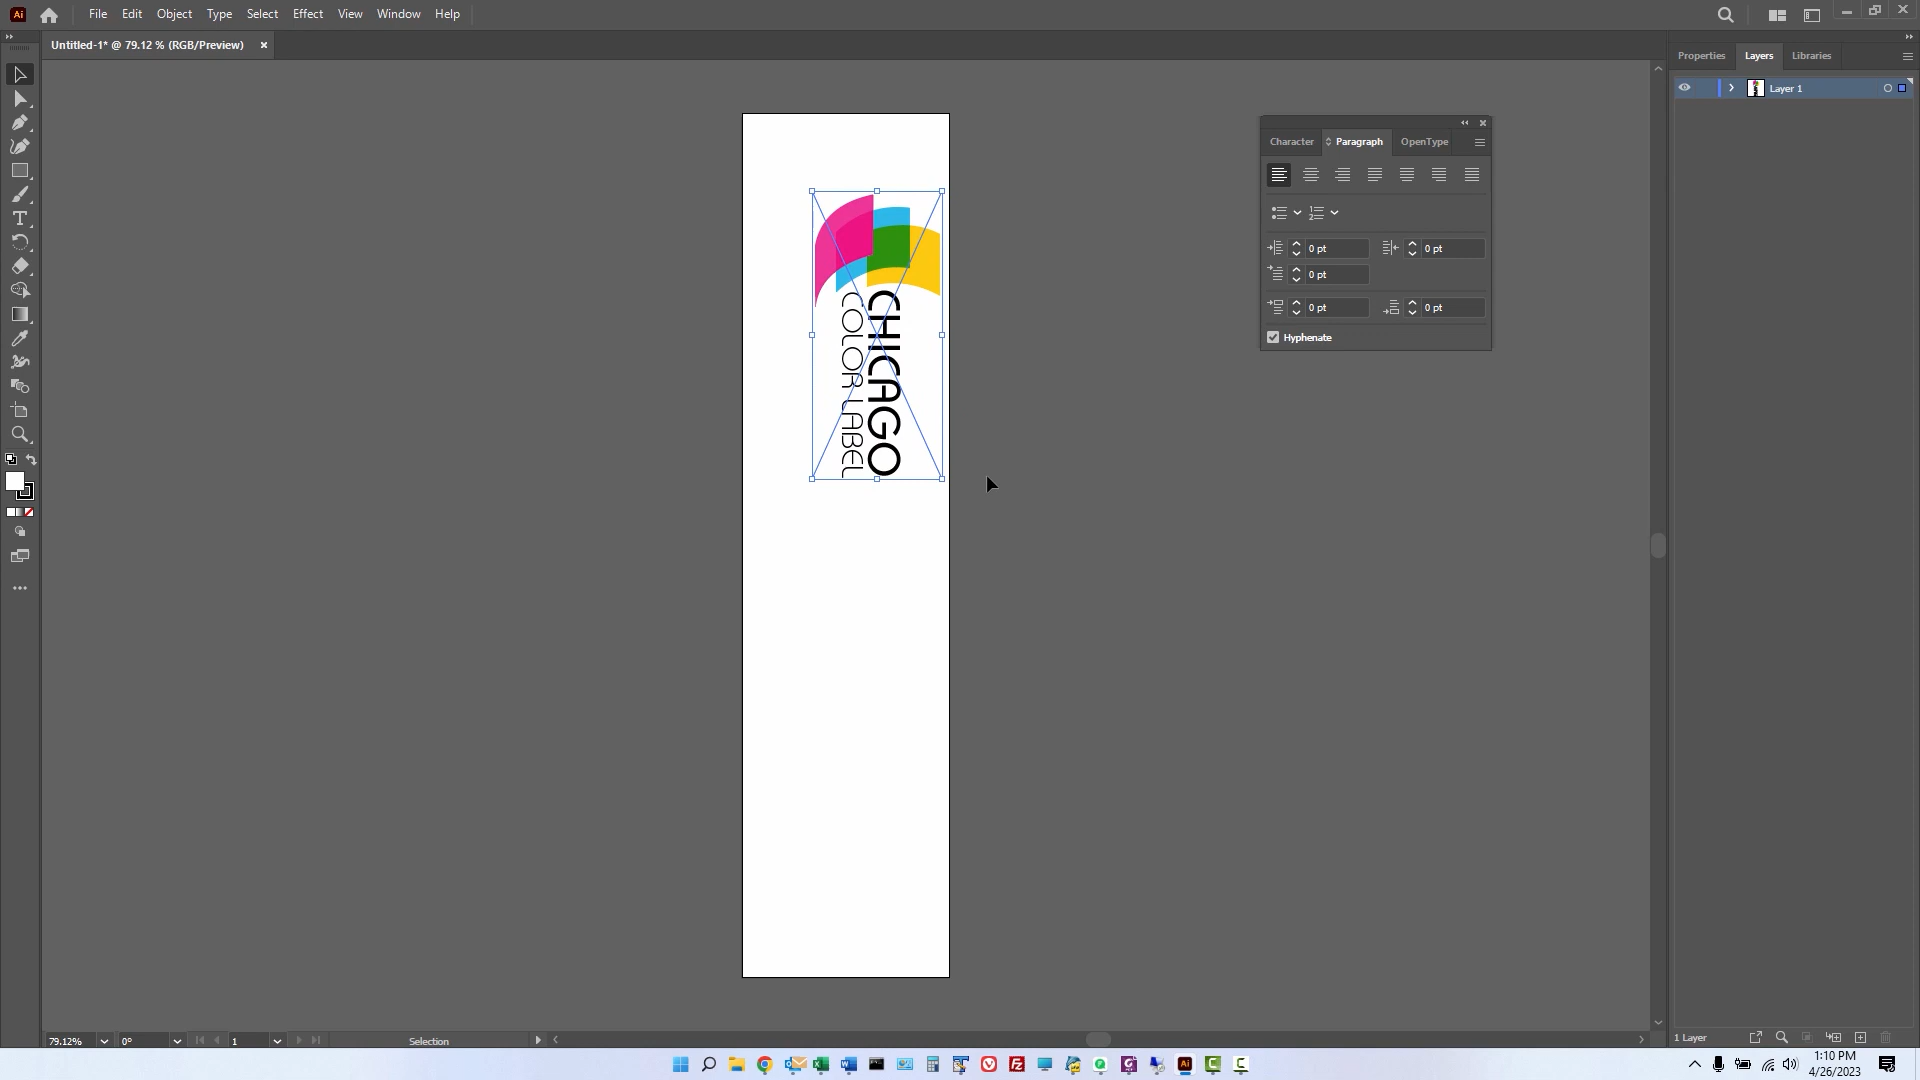 Ai File Edit Object Type Select Effect View Window Help
Untitled-1* @ 79.12 % (RGB/Preview) ×
Properties Layers Libraries
Layer 1
Character Paragraph OpenType
0 pt 0 pt
0 pt
0 pt 0 pt
Hyphenate
CHICAGO
COLOR LABEL
79.12% 0° 1 Selection
1 Layer
1:10 PM
4/26/2023